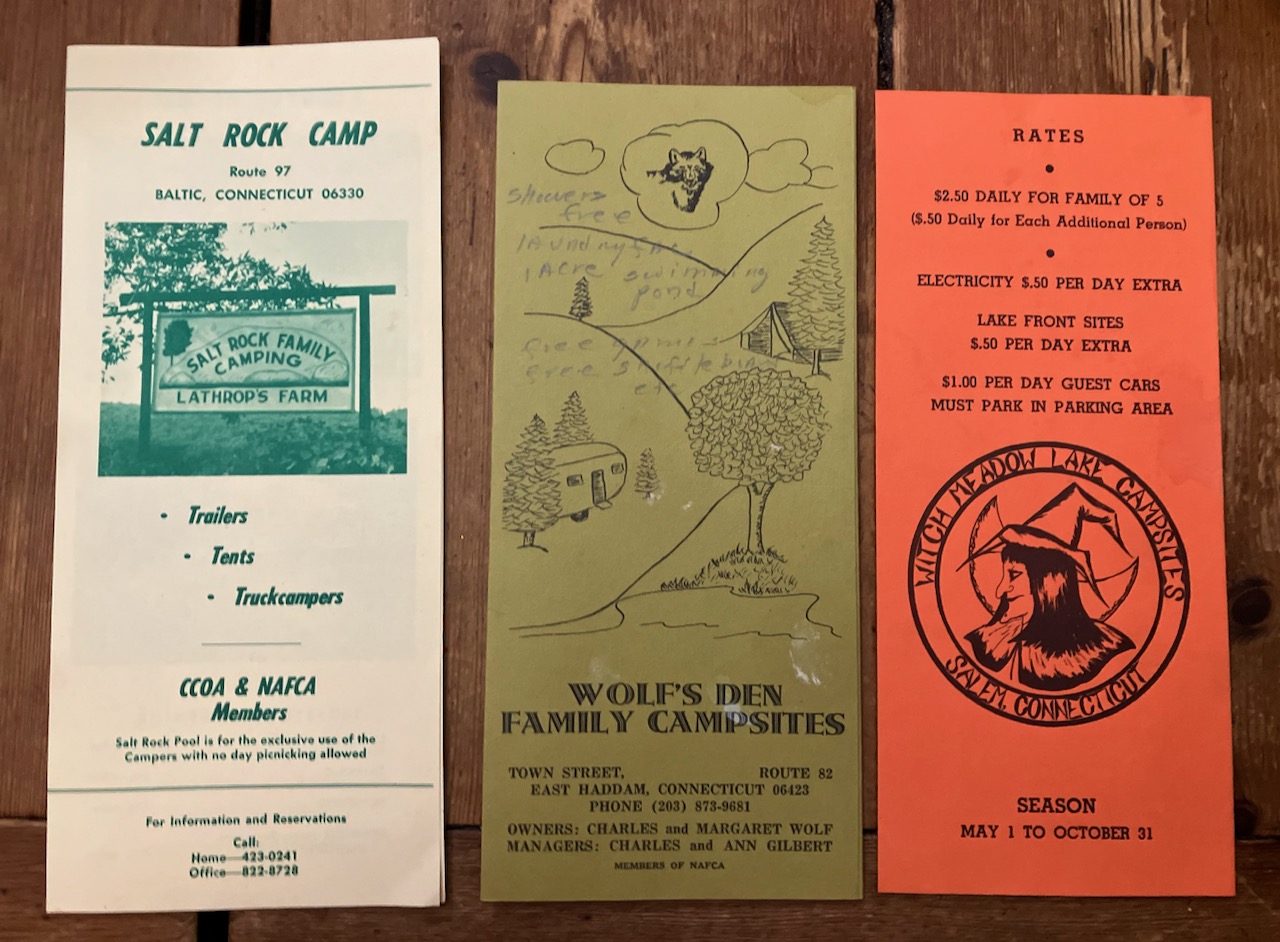 SALT ROCK CAMP
Route 97
BALTIC, CONNECTICUT 06330
SALT ROCK FAMILY
CAMPING
LATHROP'S FARM
• Trailers
• Tents
• Truckcampers
CCOA & NAFCA
Members
Salt Rock Pool is for the exclusive use of the
Campers with no day picnicking allowed
For Information and Reservations
Call:
Home—423-0241
Office—822-8728
Showers
free
1 Acre swimming
pond
free
free
etc
WOLF'S DEN
FAMILY CAMPSITES
TOWN STREET, ROUTE 82
EAST HADDAM, CONNECTICUT 06423
PHONE (203) 873-9681
OWNERS: CHARLES and MARGARET WOLF
MANAGERS: CHARLES and ANN GILBERT
MEMBERS OF NAFCA
RATES
•
$2.50 DAILY FOR FAMILY OF 5
($.50 Daily for Each Additional Person)
•
ELECTRICITY $.50 PER DAY EXTRA
LAKE FRONT SITES
$.50 PER DAY EXTRA
$1.00 PER DAY GUEST CARS
MUST PARK IN PARKING AREA
WITCH MEADOW LAKE CAMPSITES
SALEM, CONNECTICUT
SEASON
MAY 1 TO OCTOBER 31